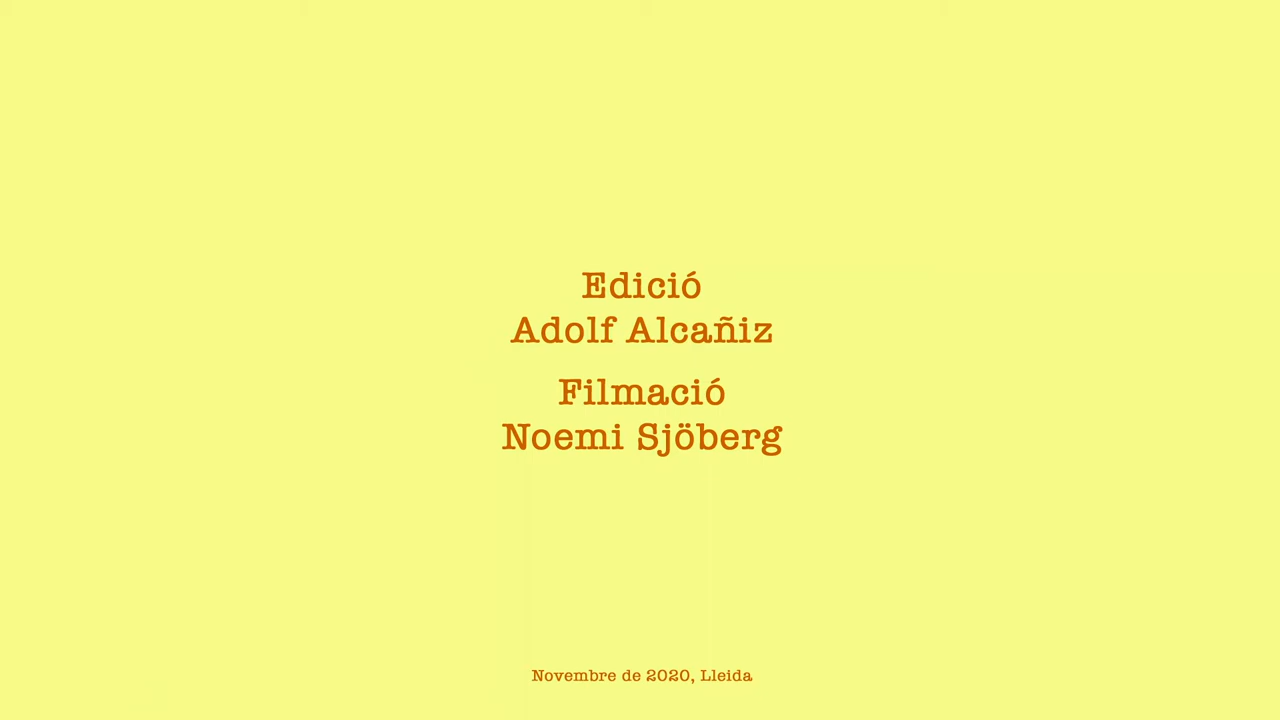 Edició
Adolf Alcañiz
Filmació
Noemi Sjöberg
Novembre de 2020, Lleida